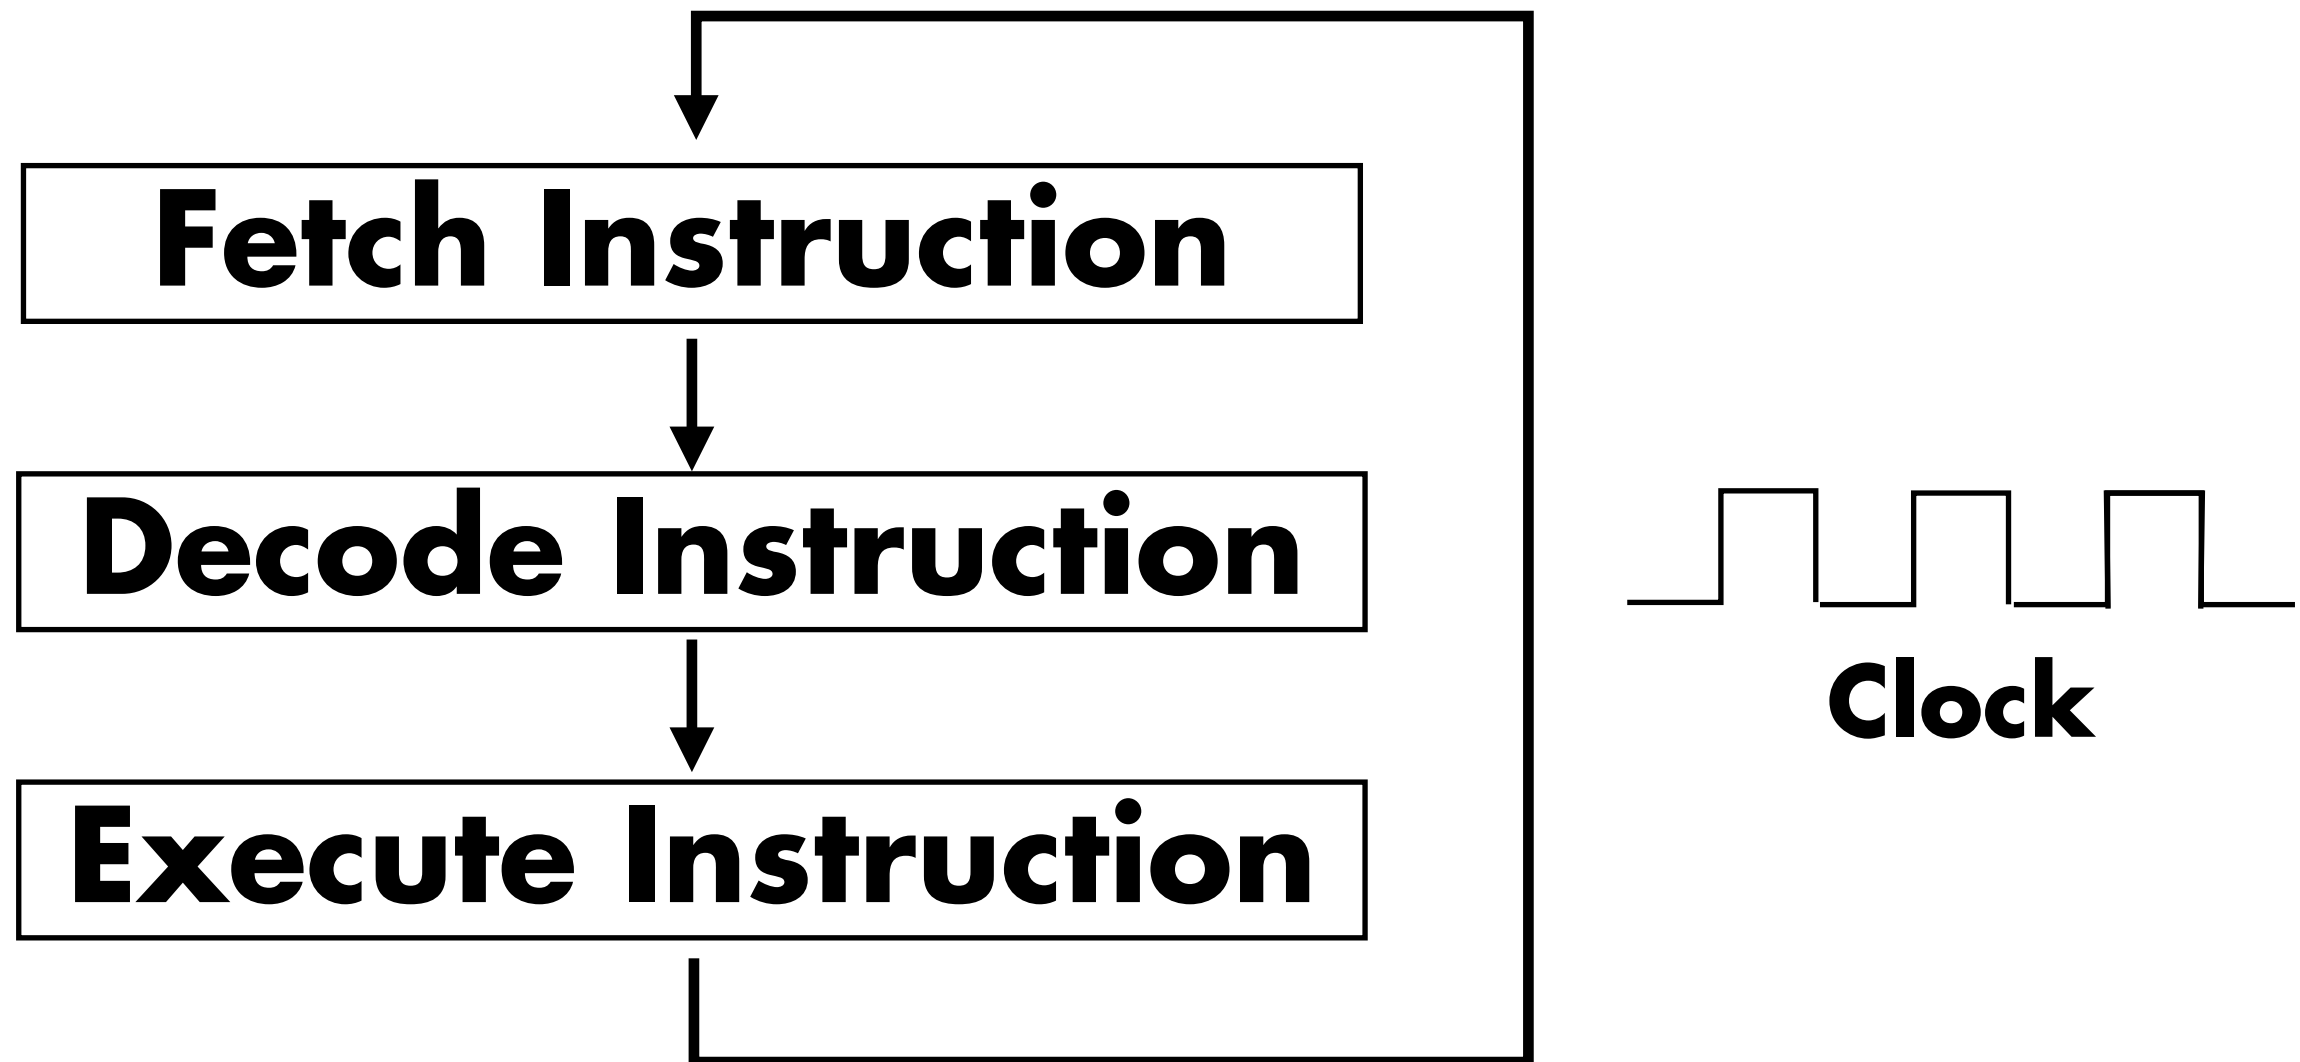 Fetch Instruction
Decode Instruction
Execute Instruction
Clock